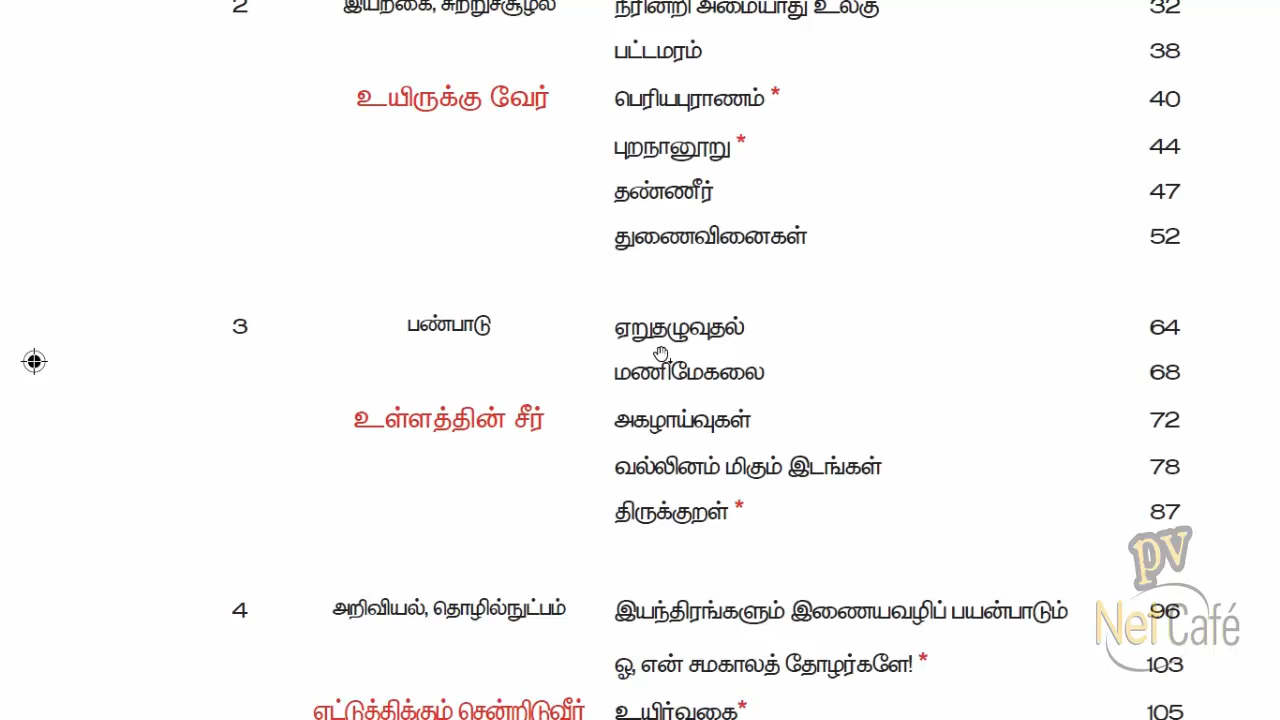 2 இயற்கை, சுற்றுச்சூழல் நீரின்றி அமையாது உலகு 32
பட்டமரம் 38
உயிருக்கு வேர் பெரியபுராணம் * 40
புறநானூறு * 44
தண்ணீர் 47
துணைவினைகள் 52
3 பண்பாடு ஏறுதழுவுதல் 64
மணிமேகலை 68
உள்ளத்தின் சீர் அகழாய்வுகள் 72
வல்லினம் மிகும் இடங்கள் 78
திருக்குறள் * 87
4 அறிவியல், தொழில்நுட்பம் இயந்திரங்களும் இணையவழிப் பயன்பாடும் 96
ஓ, என் சமகாலத் தோழர்களே! * 103
எட்டுத்திக்கும் சென்றிடுவீர் உயிர்வகை* 105
pv
Net Café